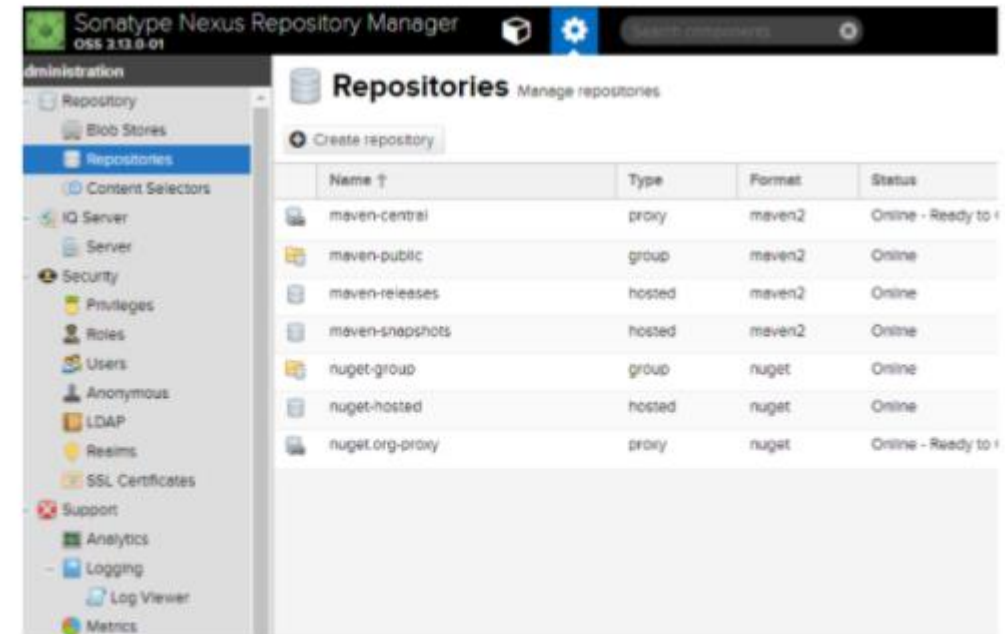 Sonatype Nexus Repository Manager
OSS 3.13.0-01
Search components
dministration
Repository
Blob Stores
Repositories
Content Selectors
IQ Server
Server
Security
Privileges
Roles
Users
Anonymous
LDAP
Realms
SSL Certificates
Support
Analytics
Logging
Log Viewer
Metrics
Repositories Manage repositories
Create repository
Name ↑ Type Format Status
maven-central proxy maven2 Online - Ready to
maven-public group maven2 Online
maven-releases hosted maven2 Online
maven-snapshots hosted maven2 Online
nuget-group group nuget Online
nuget-hosted hosted nuget Online
nuget.org-proxy proxy nuget Online - Ready to